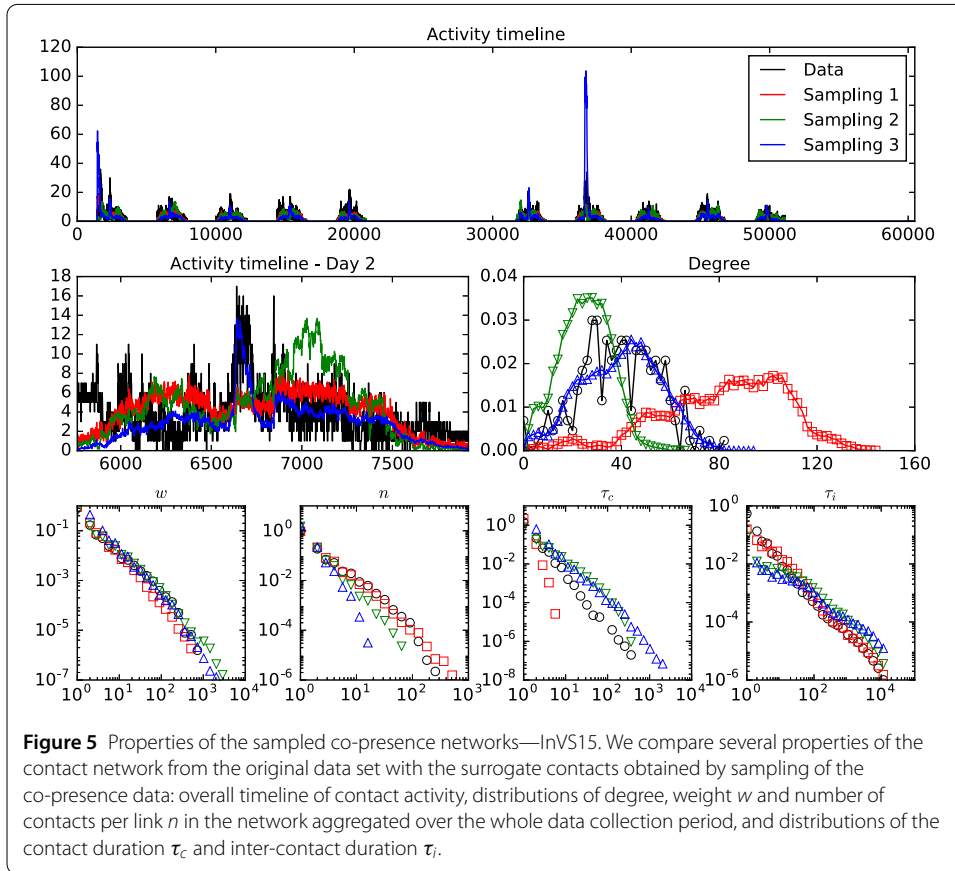 Activity timeline
120
100
80
60
40
20
0
0 10000 20000 30000 40000 50000 60000
Data
Sampling 1
Sampling 2
Sampling 3
Activity timeline - Day 2
18
16
14
12
10
8
6
4
2
0
6000 6500 7000 7500
Degree
0.04
0.03
0.02
0.01
0.00
0 40 80 120 160
w
10^-1
10^-3
10^-5
10^-7
10^0 10^1 10^2 10^3 10^4
n
10^0
10^-2
10^-4
10^-6
10^0 10^1 10^2 10^3
τ_c
10^2
10^0
10^-2
10^-4
10^-6
10^-8
10^0 10^1 10^2 10^3 10^4
τ_i
10^0
10^-2
10^-4
10^-6
10^0 10^2 10^4
Figure 5 Properties of the sampled co-presence networks—InVS15. We compare several properties of the
contact network from the original data set with the surrogate contacts obtained by sampling of the
co-presence data: overall timeline of contact activity, distributions of degree, weight w and number of
contacts per link n in the network aggregated over the whole data collection period, and distributions of the
contact duration τ_c and inter-contact duration τ_i.